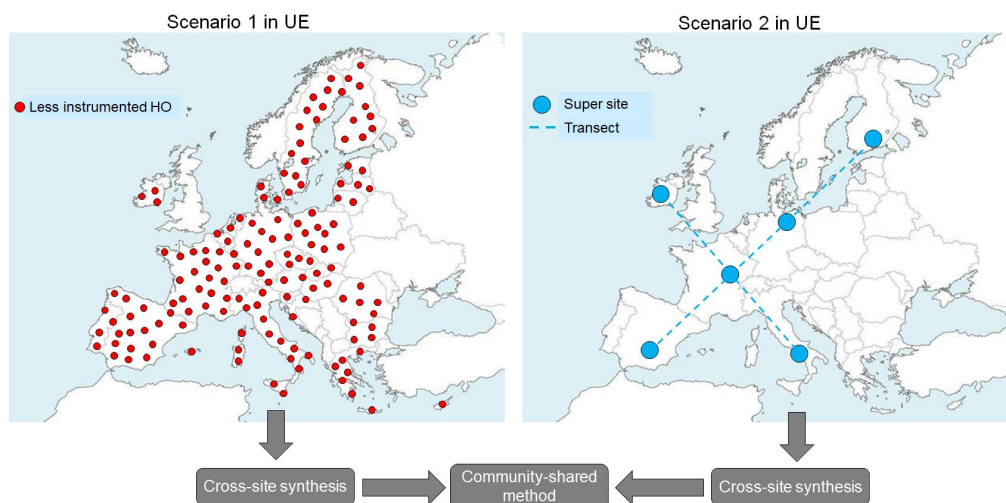 Scenario 1 in UE
Less instrumented HO
Scenario 2 in UE
Super site
Transect
Cross-site synthesis
Community-shared
method
Cross-site synthesis